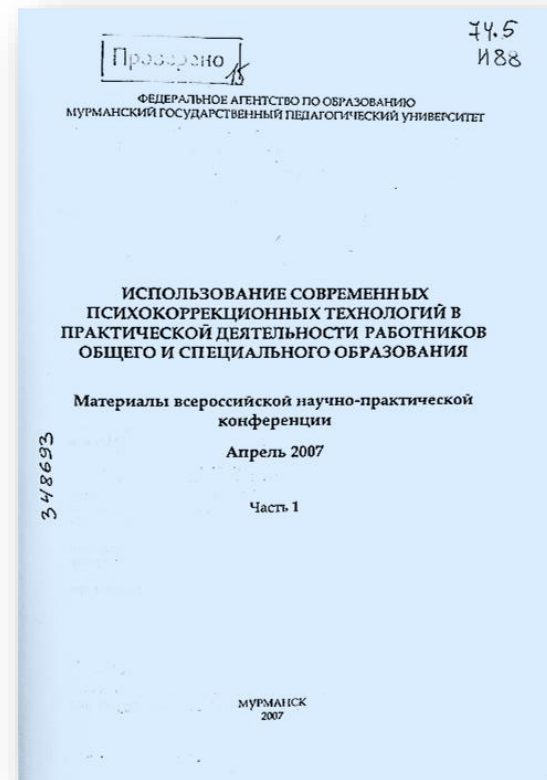 74.5
И88
Проверено
15
ФЕДЕРАЛЬНОЕ АГЕНТСТВО ПО ОБРАЗОВАНИЮ
МУРМАНСКИЙ ГОСУДАРСТВЕННЫЙ ПЕДАГОГИЧЕСКИЙ УНИВЕРСИТЕТ
ИСПОЛЬЗОВАНИЕ СОВРЕМЕННЫХ
ПСИХОКОРРЕКЦИОННЫХ ТЕХНОЛОГИЙ В
ПРАКТИЧЕСКОЙ ДЕЯТЕЛЬНОСТИ РАБОТНИКОВ
ОБЩЕГО И СПЕЦИАЛЬНОГО ОБРАЗОВАНИЯ
Материалы всероссийской научно-практической
конференции
Апрель 2007
348693
Часть 1
МУРМАНСК
2007